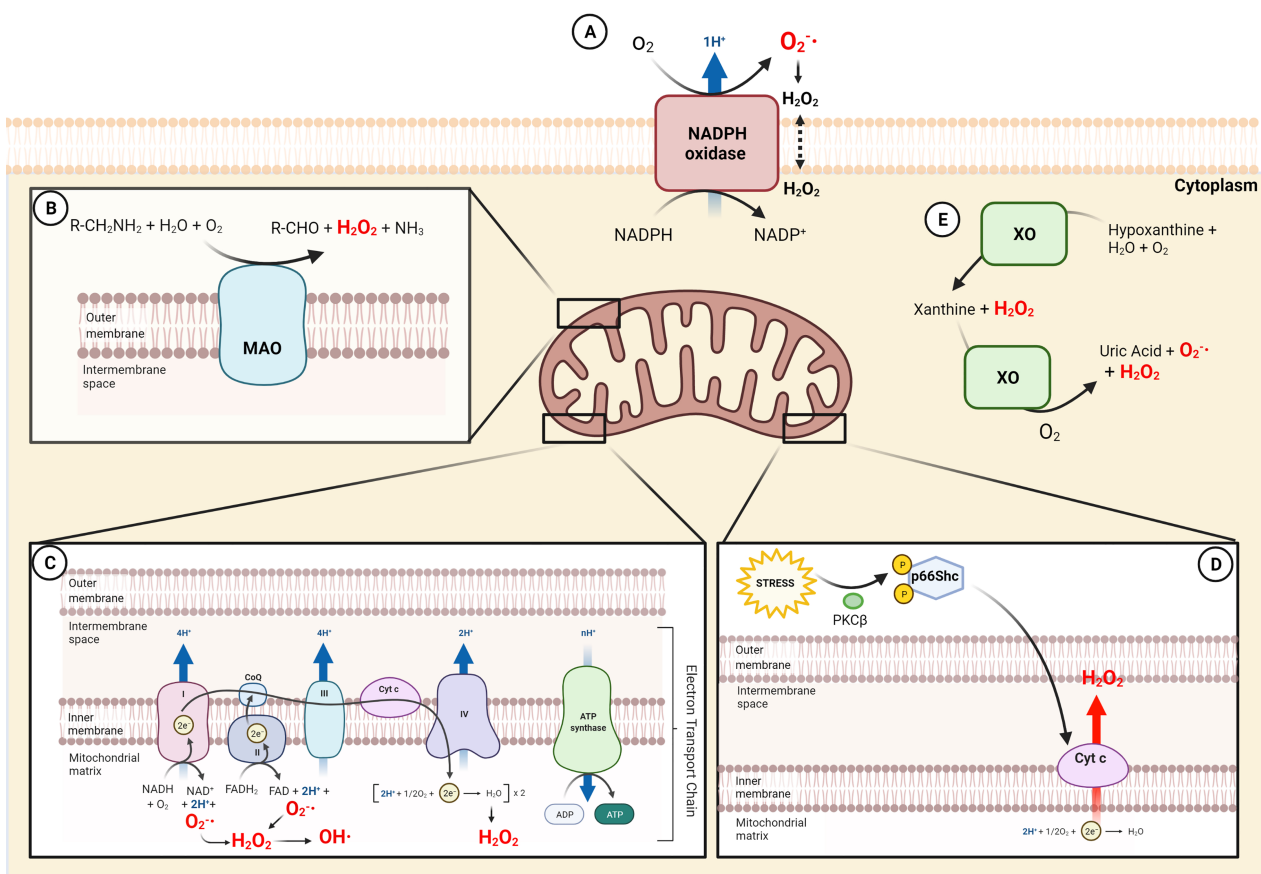 A
O₂
1H⁺
O₂⁻·
H₂O₂
NADPH
oxidase
H₂O₂
NADPH
NADP⁺
Cytoplasm
B
R-CH₂NH₂ + H₂O + O₂
R-CHO + H₂O₂ + NH₃
Outer
membrane
MAO
Intermembrane
space
E
XO
Hypoxanthine +
H₂O + O₂
Xanthine + H₂O₂
XO
Uric Acid + O₂⁻·
+ H₂O₂
O₂
C
Outer
membrane
Intermembrane
space
4H⁺
4H⁺
2H⁺
nH⁺
CoQ
I
III
Cyt c
IV
ATP
synthase
2e⁻
2e⁻
II
Inner
membrane
Mitochondrial
matrix
NADH
+ O₂
NAD⁺
+ 2H⁺+
O₂⁻·
FADH₂
FAD + 2H⁺ +
O₂⁻·
H₂O₂
OH·
[2H⁺ + 1/2O₂ + 2e⁻ → H₂O] x 2
H₂O₂
ADP
ATP
Electron Transport Chain
D
STRESS
PKCβ
P
P
p66Shc
Outer
membrane
Intermembrane
space
H₂O₂
Cyt c
Inner
membrane
Mitochondrial
matrix
2H⁺ + 1/2O₂ + 2e⁻ → H₂O